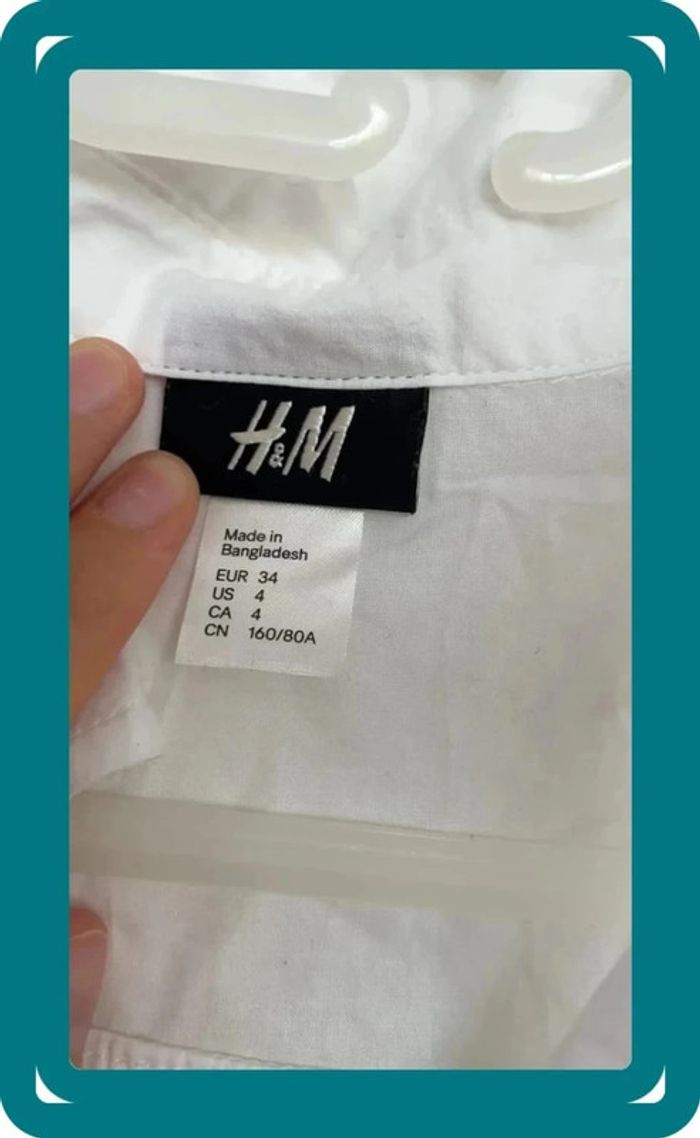 H&M
Made in
Bangladesh
EUR 34
US 4
CA 4
CN 160/80A